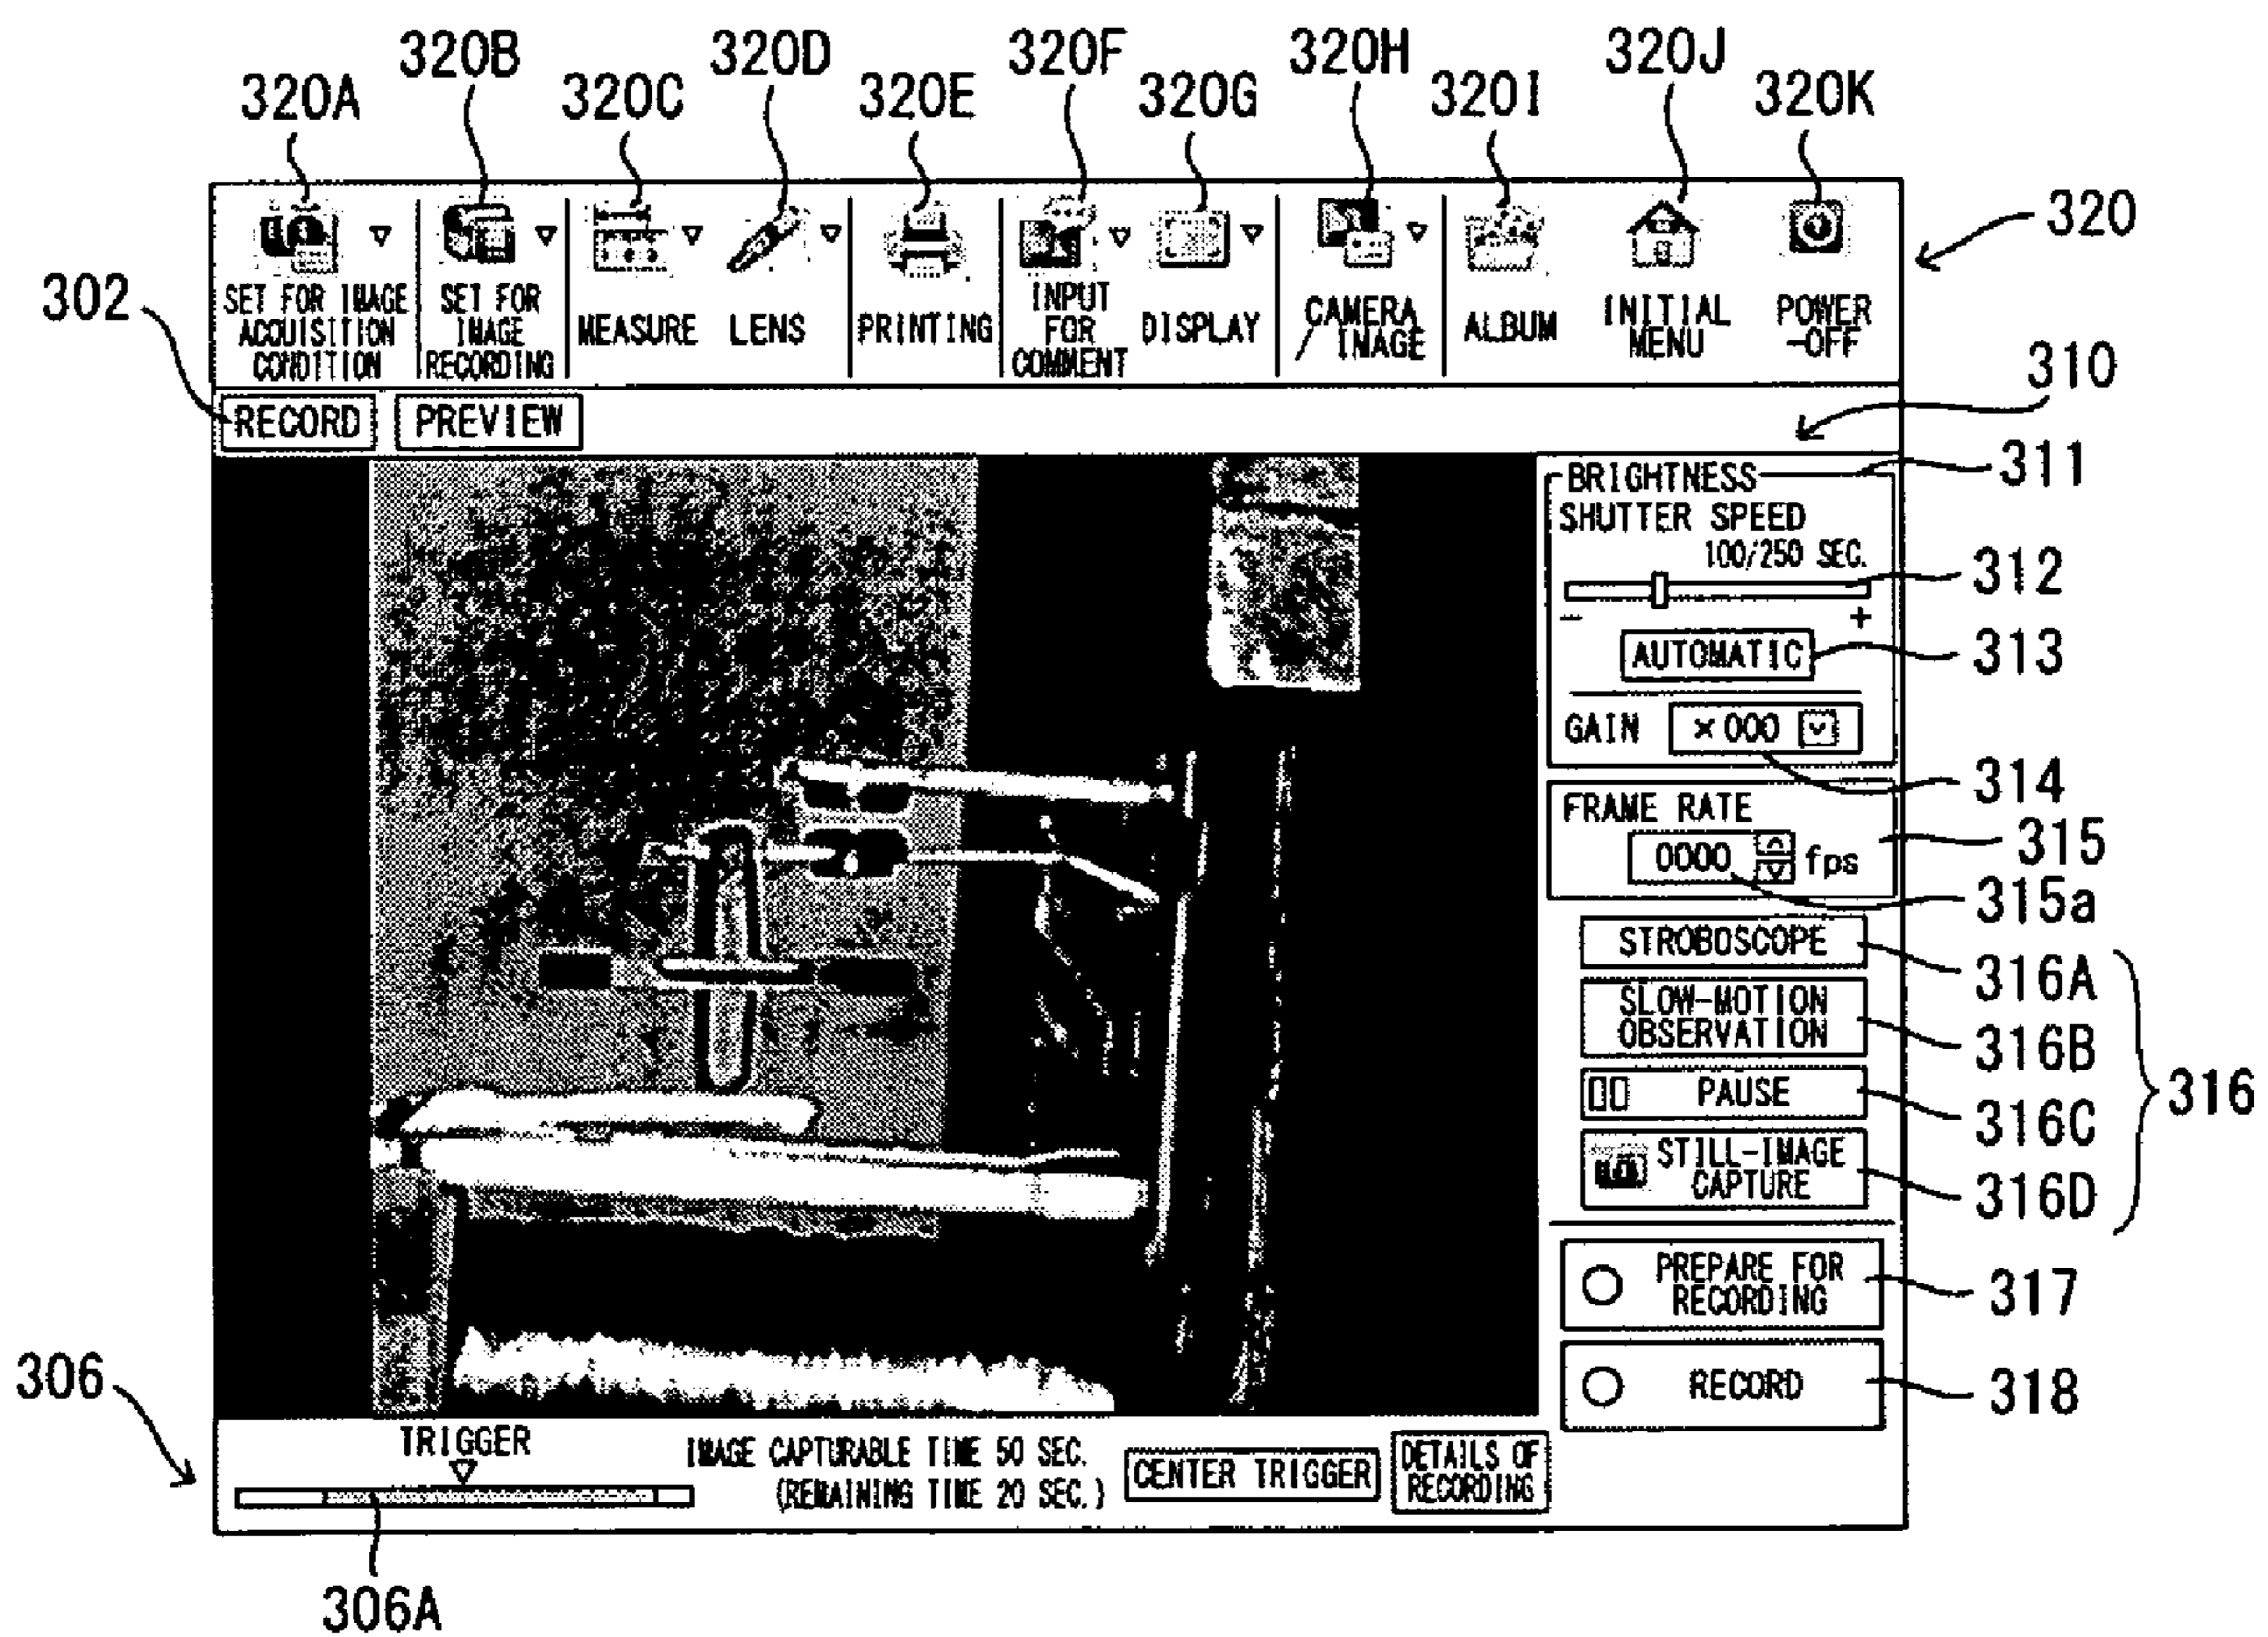 320A
320B
320C
320D
320E
320F
320G
320H
320I
320J
320K
320
302
SET FOR IMAGE
ACQUISITION
CONDITION
SET FOR
IMAGE
RECORDING
MEASURE
LENS
PRINTING
INPUT
FOR
COMMENT
DISPLAY
CAMERA
/ IMAGE
ALBUM
INITIAL
MENU
POWER
-OFF
310
RECORD
PREVIEW
311
BRIGHTNESS
SHUTTER SPEED
100/250 SEC.
312
- +
AUTOMATIC
313
GAIN ×000
314
FRAME RATE
315
0000 fps
315a
STROBOSCOPE
316A
SLOW-MOTION
OBSERVATION
316B
PAUSE
316C
316
STILL-IMAGE
CAPTURE
316D
PREPARE FOR
RECORDING
317
RECORD
318
306
TRIGGER
306A
IMAGE CAPTURABLE TIME 50 SEC.
(REMAINING TIME 20 SEC.)
CENTER TRIGGER
DETAILS OF
RECORDING